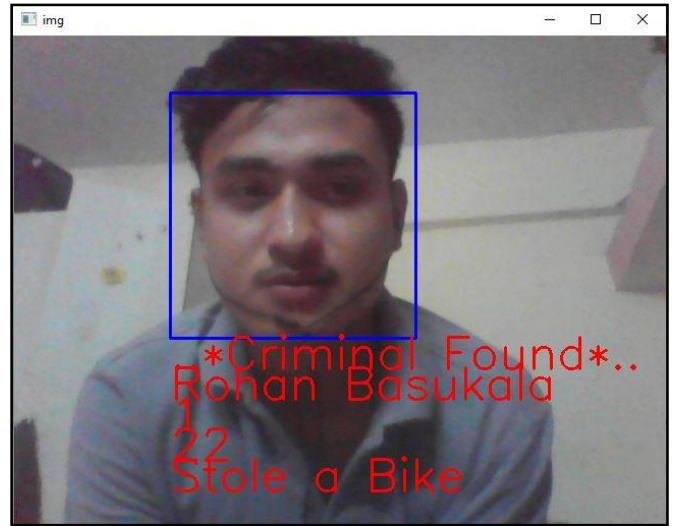 img
..*Criminal Found*..
Rohan Basukala
1
22
Stole a Bike